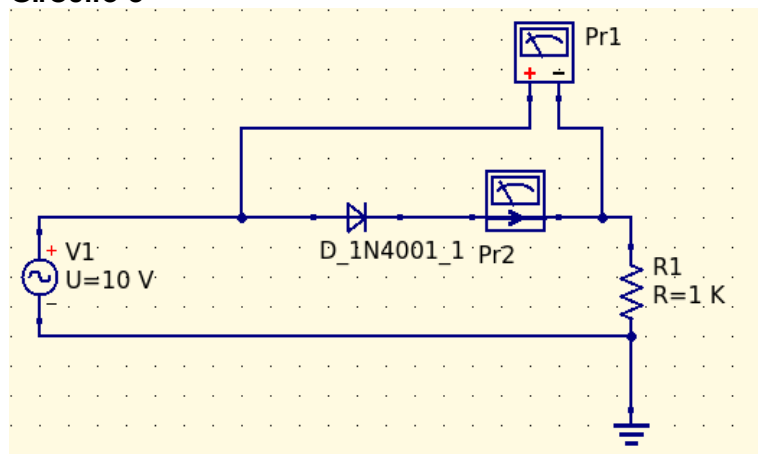 Pr1
+ −
+ V1
U=10 V
−
D_1N4001_1
Pr2
R1
R=1 K